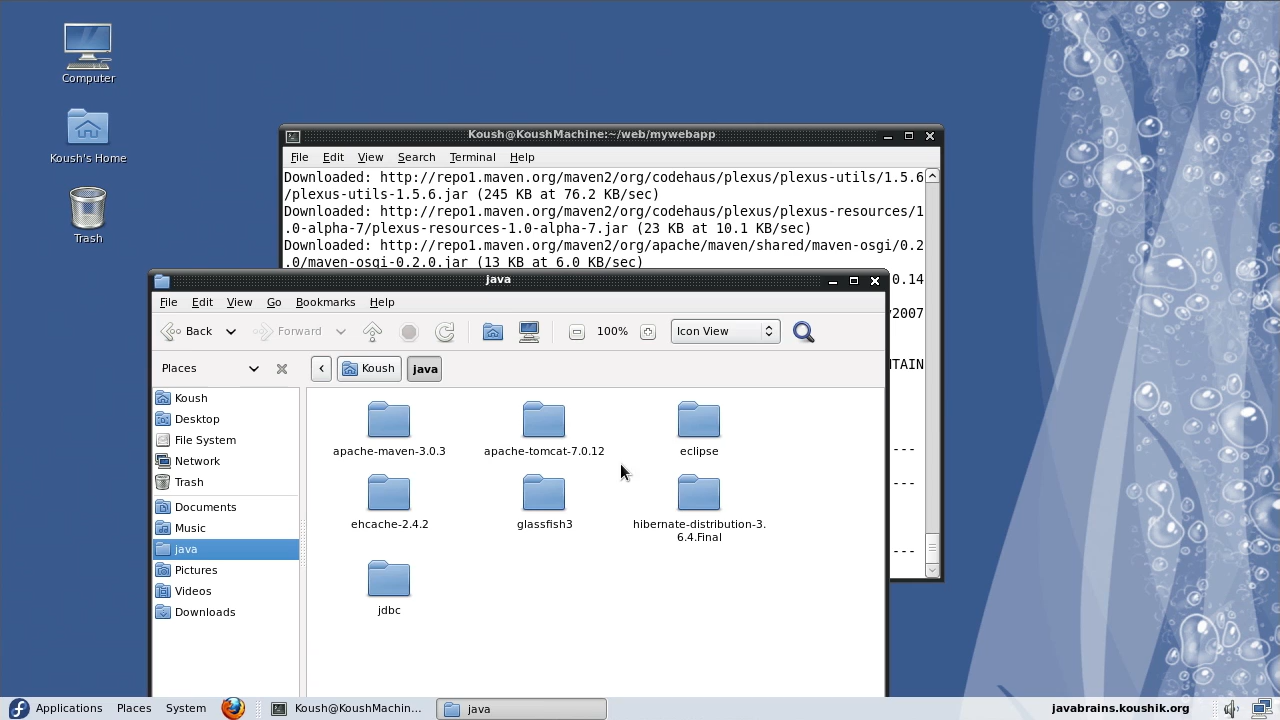 Computer
Koush's Home
Trash
Koush@KoushMachine:~/web/mywebapp
File Edit View Search Terminal Help
Downloaded: http://repo1.maven.org/maven2/org/codehaus/plexus/plexus-utils/1.5.6
/plexus-utils-1.5.6.jar (245 KB at 76.2 KB/sec)
Downloaded: http://repo1.maven.org/maven2/org/codehaus/plexus/plexus-resources/1
.0-alpha-7/plexus-resources-1.0-alpha-7.jar (23 KB at 10.1 KB/sec)
Downloaded: http://repo1.maven.org/maven2/org/apache/maven/shared/maven-osgi/0.2
.0/maven-osgi-0.2.0.jar (13 KB at 6.0 KB/sec)
0.14
2007
TAIN
---
---
---
java
File Edit View Go Bookmarks Help
Back Forward 100% Icon View
Places Koush java
Koush
Desktop
File System
Network
Trash
Documents
Music
java
Pictures
Videos
Downloads
apache-maven-3.0.3 apache-tomcat-7.0.12 eclipse
ehcache-2.4.2 glassfish3 hibernate-distribution-3.
6.4.Final
jdbc
Applications Places System Koush@KoushMachin... java javabrains.koushik.org